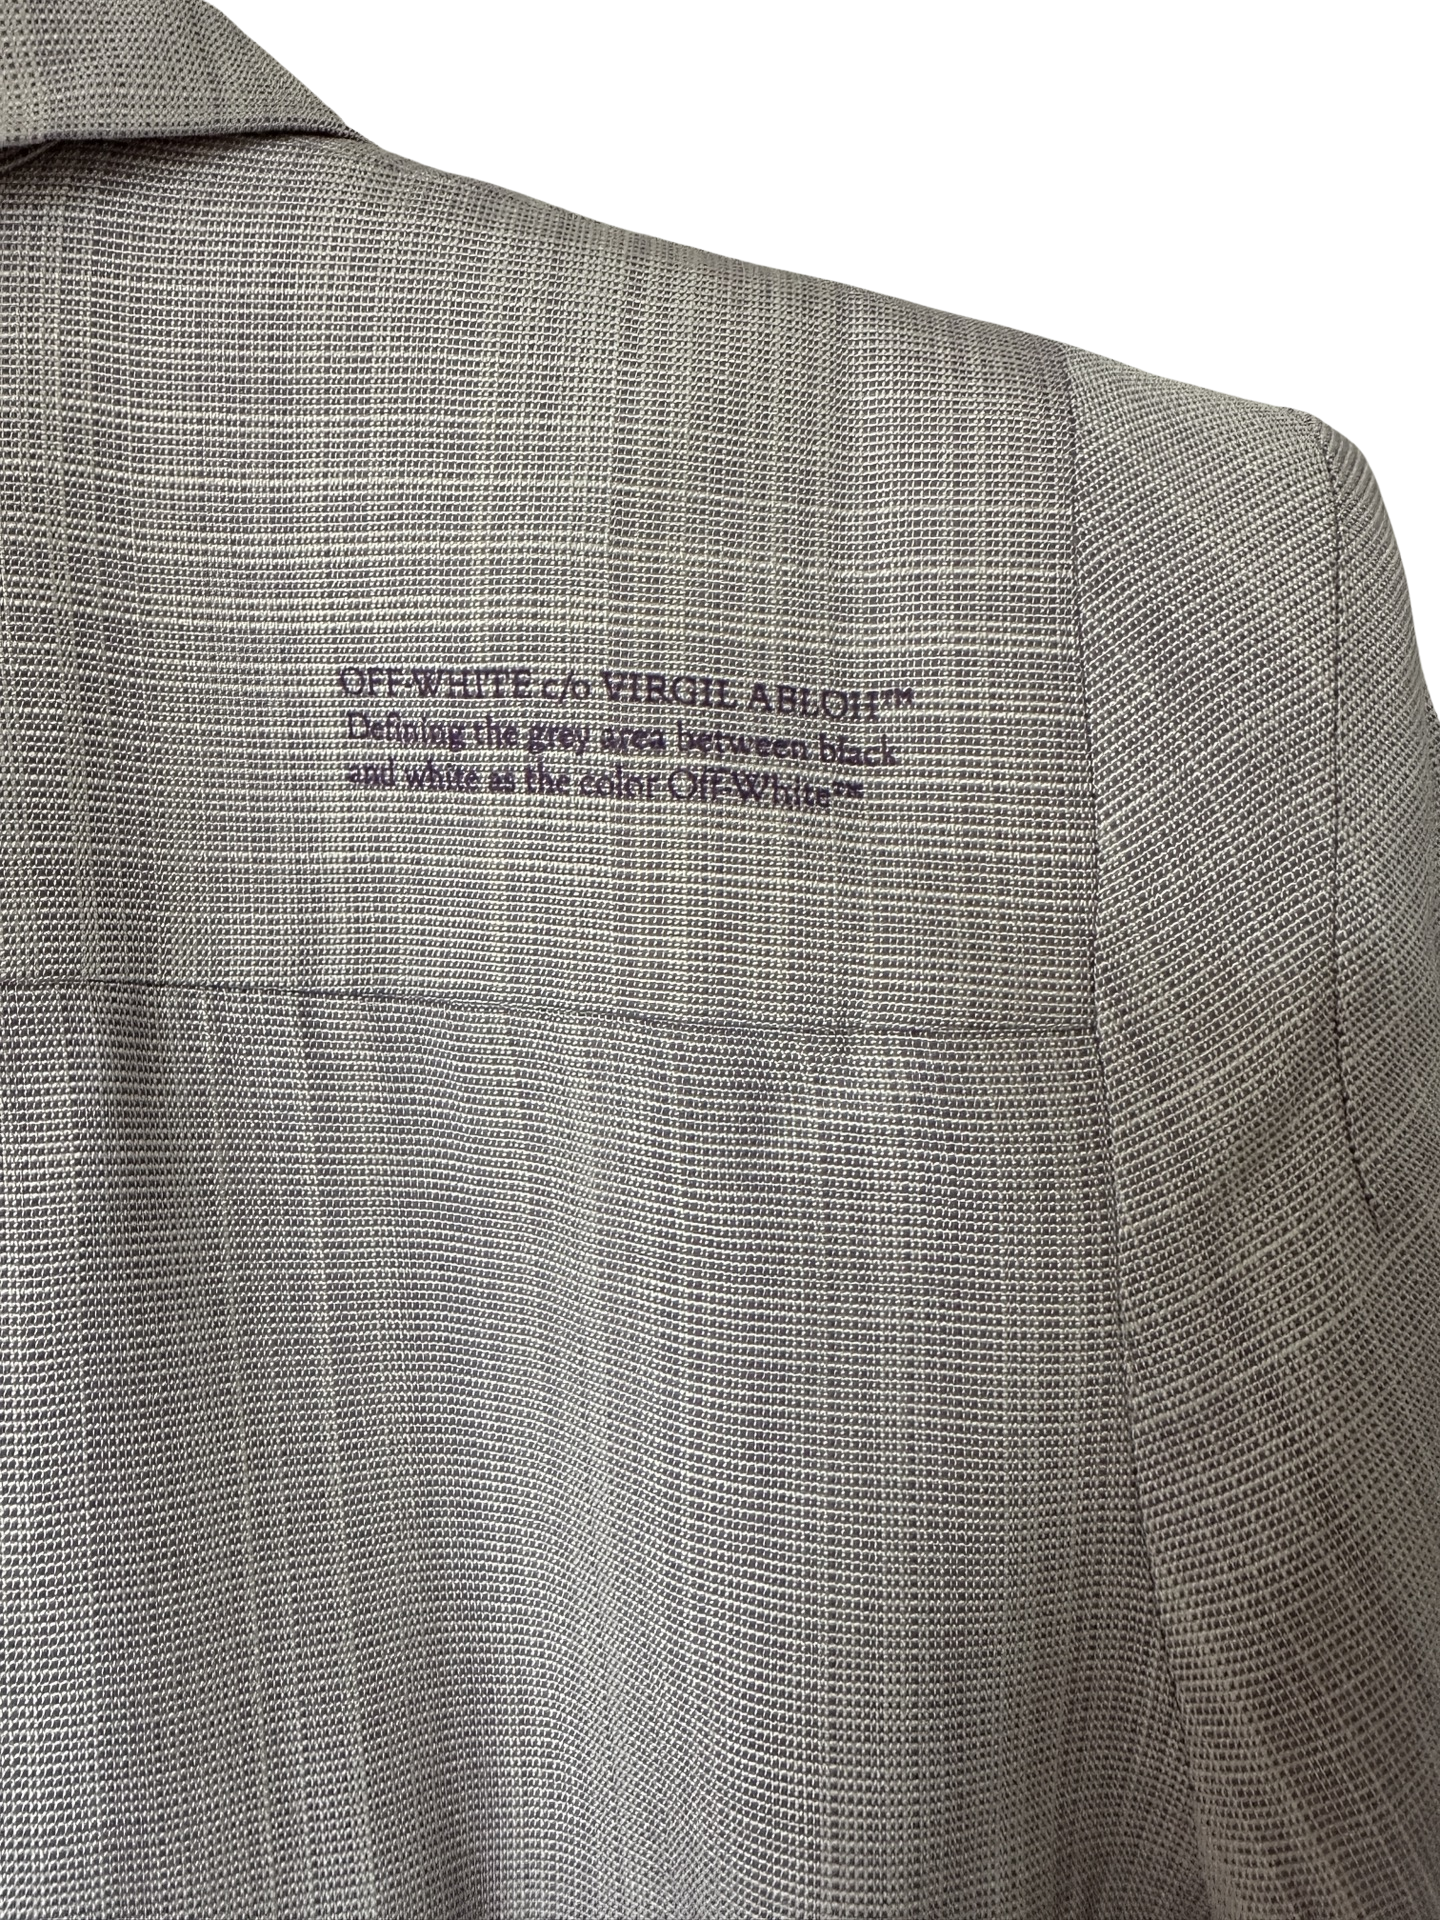 OFF-WHITE c/o VIRGIL ABLOH™
Defining the grey area between black
and white as the color Off-White™